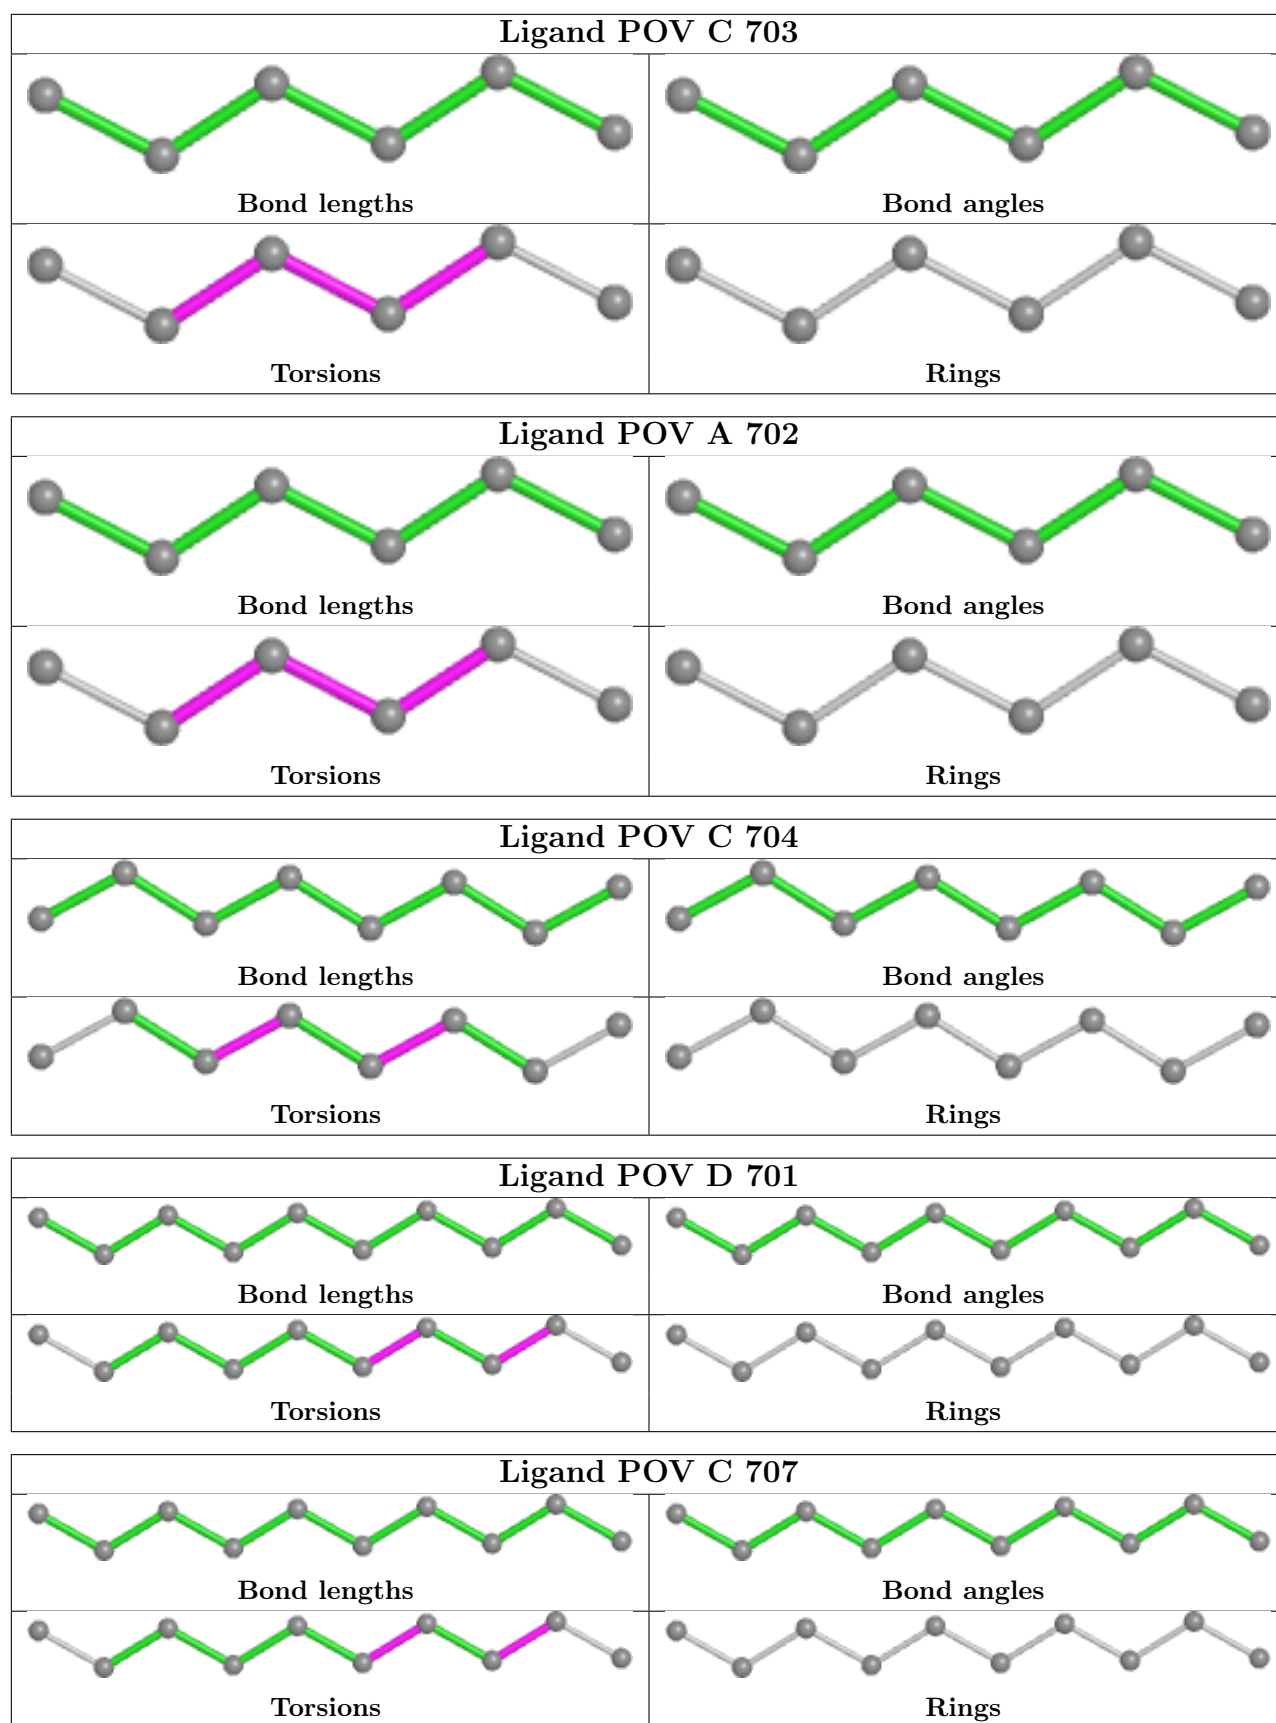 Ligand POV C 703
Bond lengths
Bond angles
Torsions
Rings
Ligand POV A 702
Bond lengths
Bond angles
Torsions
Rings
Ligand POV C 704
Bond lengths
Bond angles
Torsions
Rings
Ligand POV D 701
Bond lengths
Bond angles
Torsions
Rings
Ligand POV C 707
Bond lengths
Bond angles
Torsions
Rings